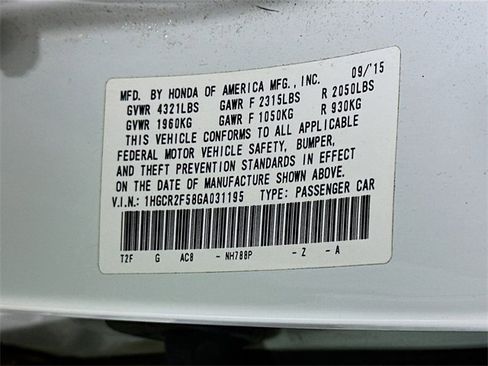 MFD. BY HONDA OF AMERICA MFG., INC. 09/'15
GVWR 4321LBS GAWR F 2315LBS R 2050LBS
GVWR 1960KG GAWR F 1050KG R 930KG
THIS VEHICLE CONFORMS TO ALL APPLICABLE
FEDERAL MOTOR VEHICLE SAFETY, BUMPER,
AND THEFT PREVENTION STANDARDS IN EFFECT
ON THE DATE OF MANUFACTURE SHOWN ABOVE.
V.I.N.: 1HGCR2F58GA031195 TYPE: PASSENGER CAR
T2F G AC8 - NH788P - Z - A